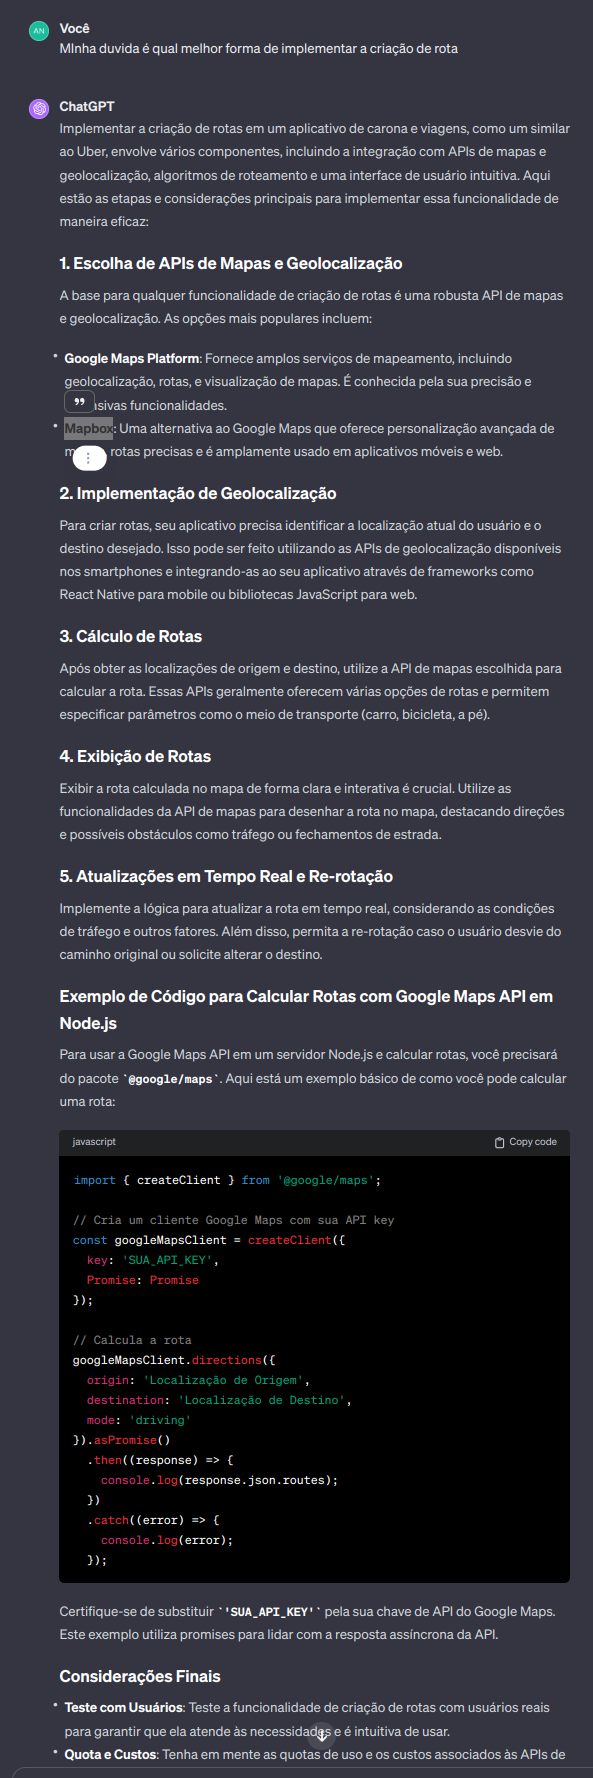 AN
Você
MInha duvida é qual melhor forma de implementar a criação de rota
ChatGPT
Implementar a criação de rotas em um aplicativo de carona e viagens, como um similar
ao Uber, envolve vários componentes, incluindo a integração com APIs de mapas e
geolocalização, algoritmos de roteamento e uma interface de usuário intuitiva. Aqui
estão as etapas e considerações principais para implementar essa funcionalidade de
maneira eficaz:
1. Escolha de APIs de Mapas e Geolocalização
A base para qualquer funcionalidade de criação de rotas é uma robusta API de mapas
e geolocalização. As opções mais populares incluem:
• Google Maps Platform: Fornece amplos serviços de mapeamento, incluindo
geolocalização, rotas, e visualização de mapas. É conhecida pela sua precisão e
nsivas funcionalidades.
• Mapbox: Uma alternativa ao Google Maps que oferece personalização avançada de
rotas precisas e é amplamente usado em aplicativos móveis e web.
2. Implementação de Geolocalização
Para criar rotas, seu aplicativo precisa identificar a localização atual do usuário e o
destino desejado. Isso pode ser feito utilizando as APIs de geolocalização disponíveis
nos smartphones e integrando-as ao seu aplicativo através de frameworks como
React Native para mobile ou bibliotecas JavaScript para web.
3. Cálculo de Rotas
Após obter as localizações de origem e destino, utilize a API de mapas escolhida para
calcular a rota. Essas APIs geralmente oferecem várias opções de rotas e permitem
especificar parâmetros como o meio de transporte (carro, bicicleta, a pé).
4. Exibição de Rotas
Exibir a rota calculada no mapa de forma clara e interativa é crucial. Utilize as
funcionalidades da API de mapas para desenhar a rota no mapa, destacando direções
e possíveis obstáculos como tráfego ou fechamentos de estrada.
5. Atualizações em Tempo Real e Re-rotação
Implemente a lógica para atualizar a rota em tempo real, considerando as condições
de tráfego e outros fatores. Além disso, permita a re-rotação caso o usuário desvie do
caminho original ou solicite alterar o destino.
Exemplo de Código para Calcular Rotas com Google Maps API em
Node.js
Para usar a Google Maps API em um servidor Node.js e calcular rotas, você precisará
do pacote `@google/maps`. Aqui está um exemplo básico de como você pode calcular
uma rota:
javascript
Copy code
import { createClient } from '@google/maps';
// Cria um cliente Google Maps com sua API key
const googleMapsClient = createClient({
key: 'SUA_API_KEY',
Promise: Promise
});
// Calcula a rota
googleMapsClient.directions({
origin: 'Localização de Origem',
destination: 'Localização de Destino',
mode: 'driving'
}).asPromise()
.then((response) => {
console.log(response.json.routes);
})
.catch((error) => {
console.log(error);
});
Certifique-se de substituir `'SUA_API_KEY'` pela sua chave de API do Google Maps.
Este exemplo utiliza promises para lidar com a resposta assíncrona da API.
Considerações Finais
• Teste com Usuários: Teste a funcionalidade de criação de rotas com usuários reais
para garantir que ela atende às necessidades e é intuitiva de usar.
• Quota e Custos: Tenha em mente as quotas de uso e os custos associados às APIs de